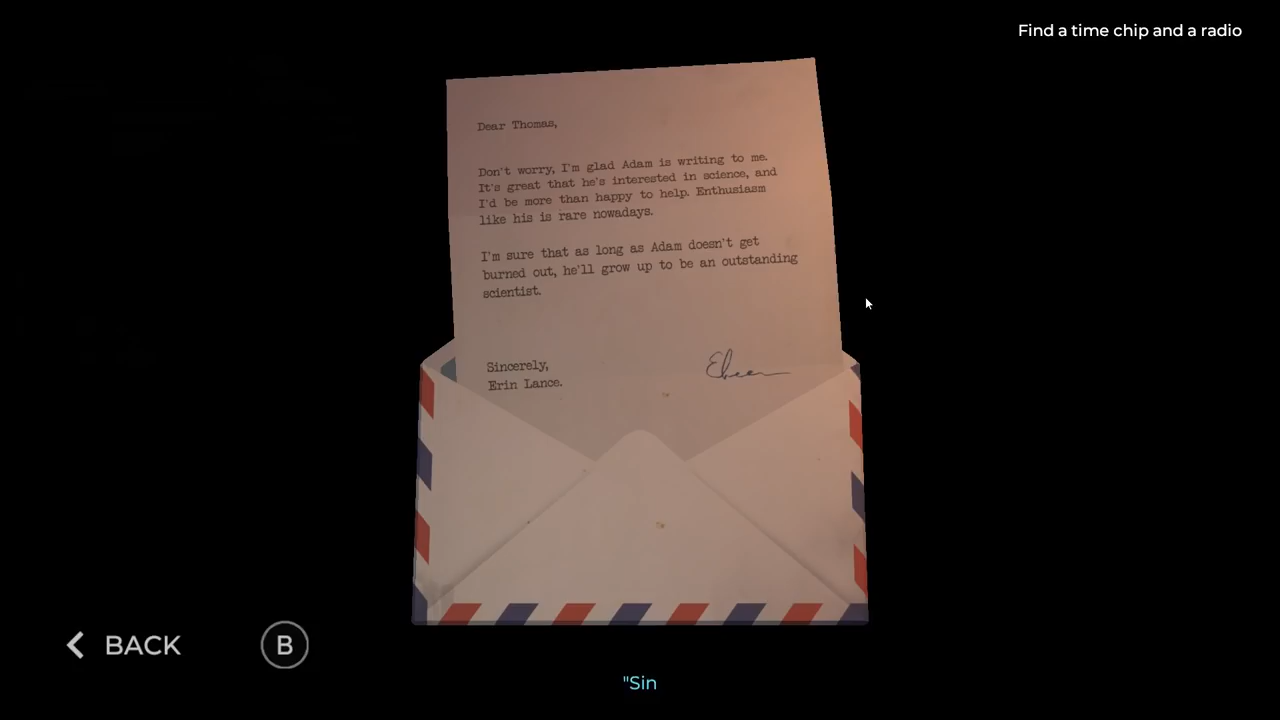 Find a time chip and a radio
Dear Thomas,
Don't worry, I'm glad Adam is writing to me.
It's great that he's interested in science, and
I'd be more than happy to help. Enthusiasm
like his is rare nowadays.
I'm sure that as long as Adam doesn't get
burned out, he'll grow up to be an outstanding
scientist.
Sincerely,
Erin Lance.
BACK B
"Sin